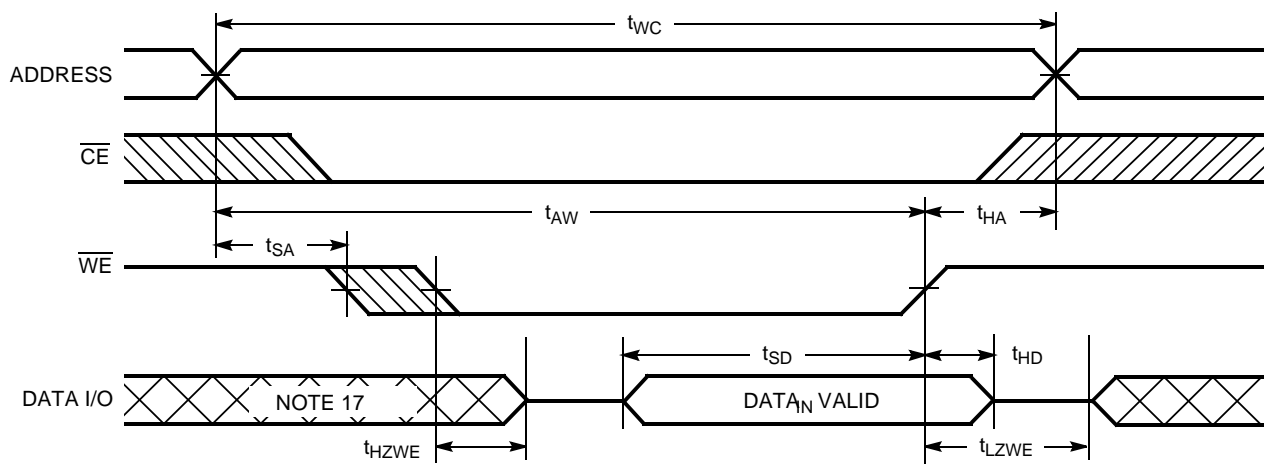 tWC
ADDRESS
CE
tAW
tHA
tSA
WE
tSD
tHD
DATA I/O
NOTE 17
DATAIN VALID
tHZWE
tLZWE